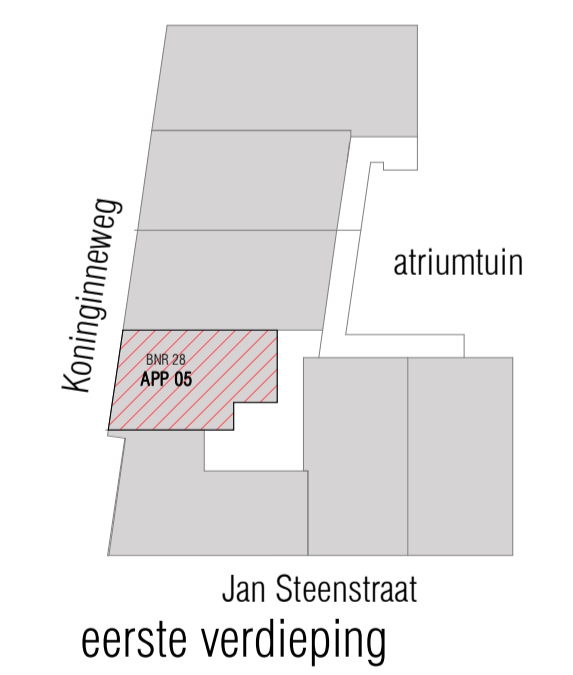 Koninginneweg
atriumtuin
BNR 28
APP 05
Jan Steenstraat
eerste verdieping